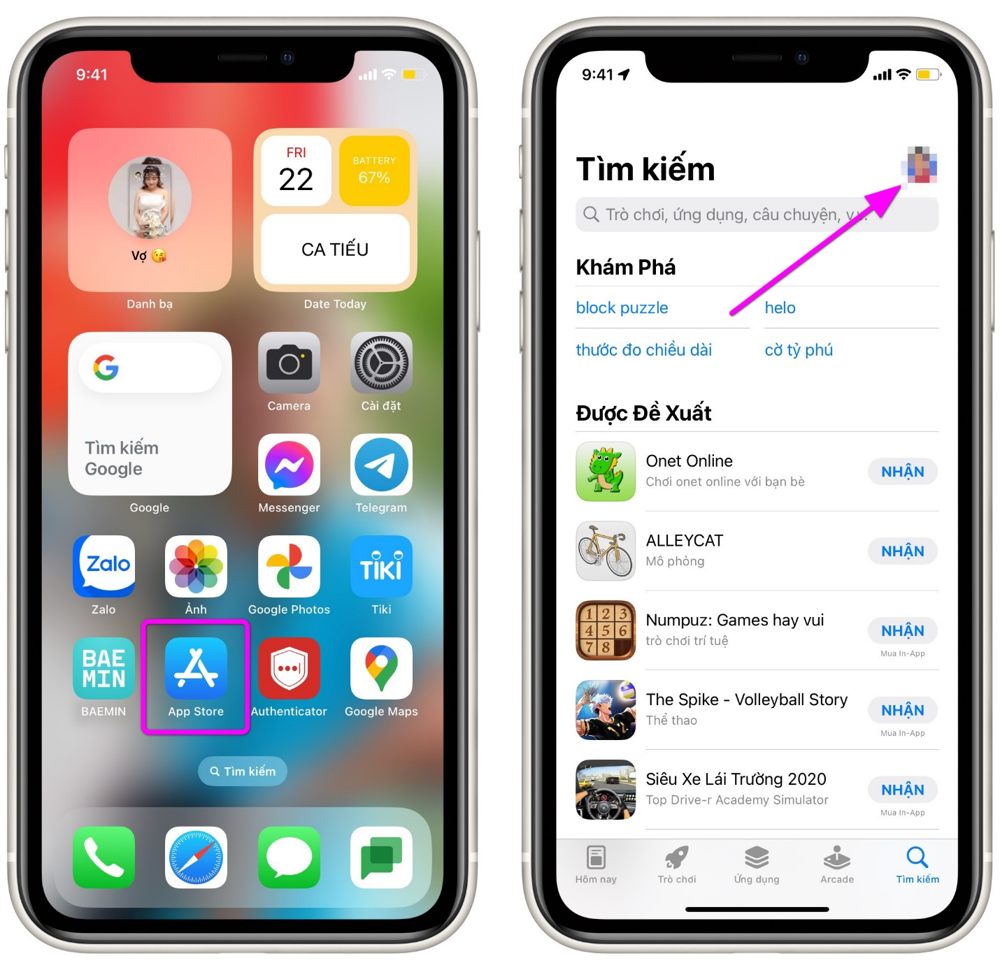 9:41
FRI
22
BATTERY
67%
CA TIẾU
Vợ 😘
Danh bạ
Date Today
Tìm kiếm
Google
Google
Camera
Cài đặt
Messenger
Telegram
Zalo
TiKi
Zalo
Ảnh
Google Photos
Tiki
BAE
MIN
BAEMIN
App Store
Authenticator
Google Maps
Tìm kiếm
9:41
Tìm kiếm
Trò chơi, ứng dụng, câu chuyện, v.v.
Khám Phá
block puzzle
helo
thước đo chiều dài
cờ tỷ phú
Được Đề Xuất
Onet Online
Chơi onet online với bạn bè
NHẬN
ALLEYCAT
Mô phỏng
NHẬN
1 2 3
4 5 6
7 8
Numpuz: Games hay vui
trò chơi trí tuệ
NHẬN
Mua In-App
The Spike - Volleyball Story
Thể thao
NHẬN
Mua In-App
Siêu Xe Lái Trường 2020
Top Drive-r Academy Simulator
NHẬN
Mua In-App
Hôm nay
Trò chơi
Ứng dụng
Arcade
Tìm kiếm